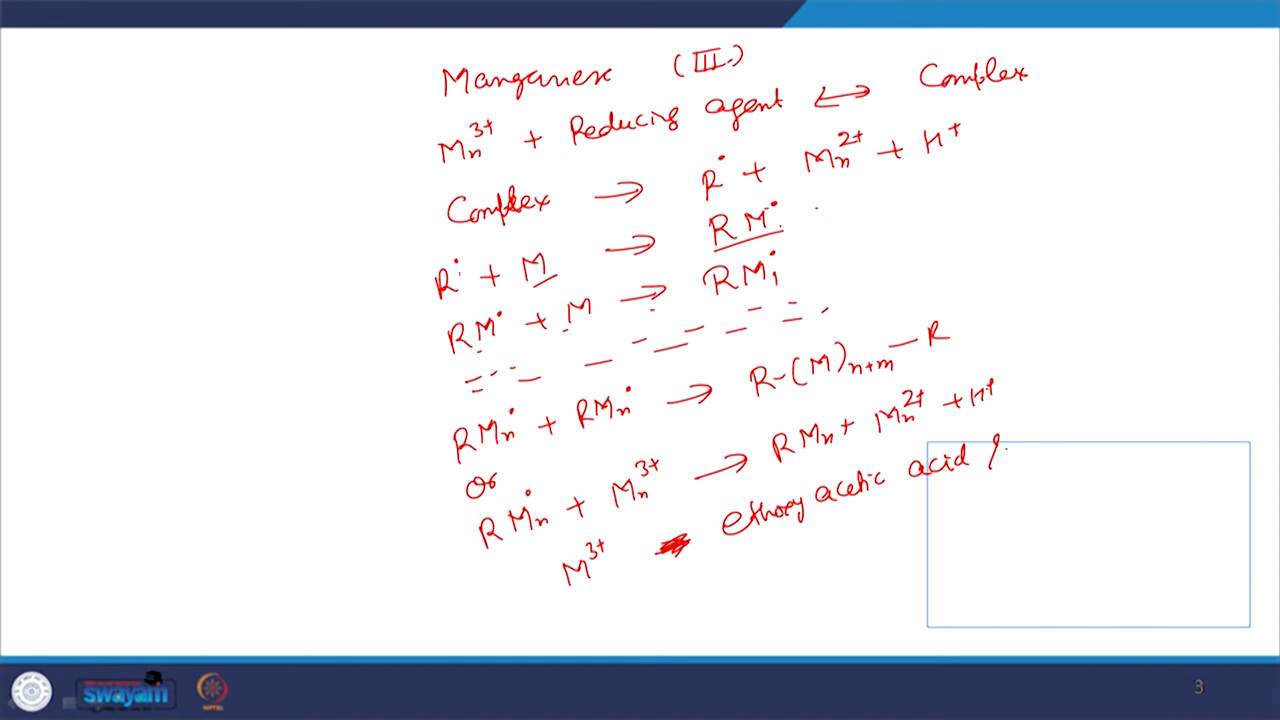 Manganese (III)
Mn³⁺ + Reducing agent ⟷ Complex
Complex → R• + Mn²⁺ + H⁺
R• + M → RM•
RM• + M → RM₁•
RMn• + RMn• → R-(M)n+m-R
or
RMn• + Mn³⁺ → RMn + Mn²⁺ + H⁺
M³⁺ ethoxy acetic acid /
swayam
NPTEL
3